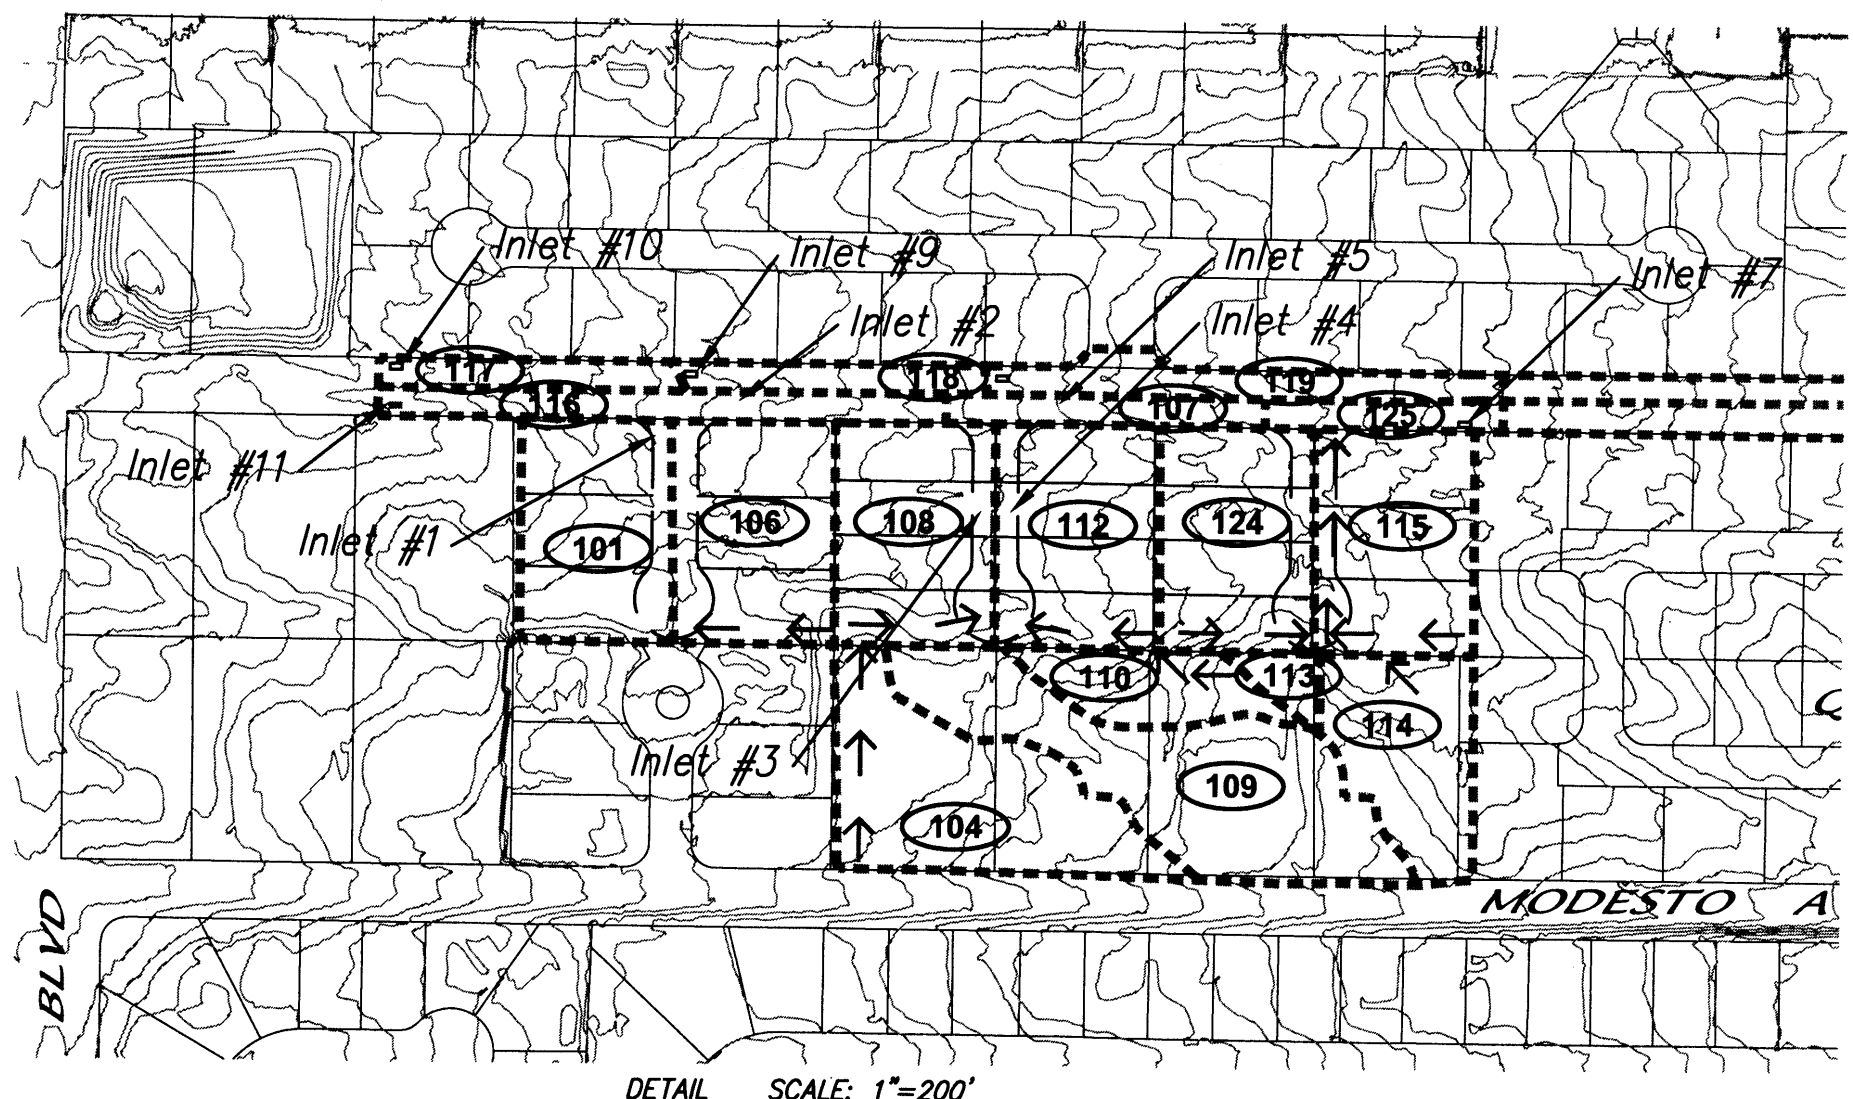 Inlet #10
Inlet #9
Inlet #5
Inlet #7
Inlet #2
Inlet #4
117
118
119
116
107
125
Inlet #11
Inlet #1
101
106
108
112
124
115
110
113
114
Inlet #3
109
104
MODESTO A
BLVD
DETAIL SCALE: 1"=200'